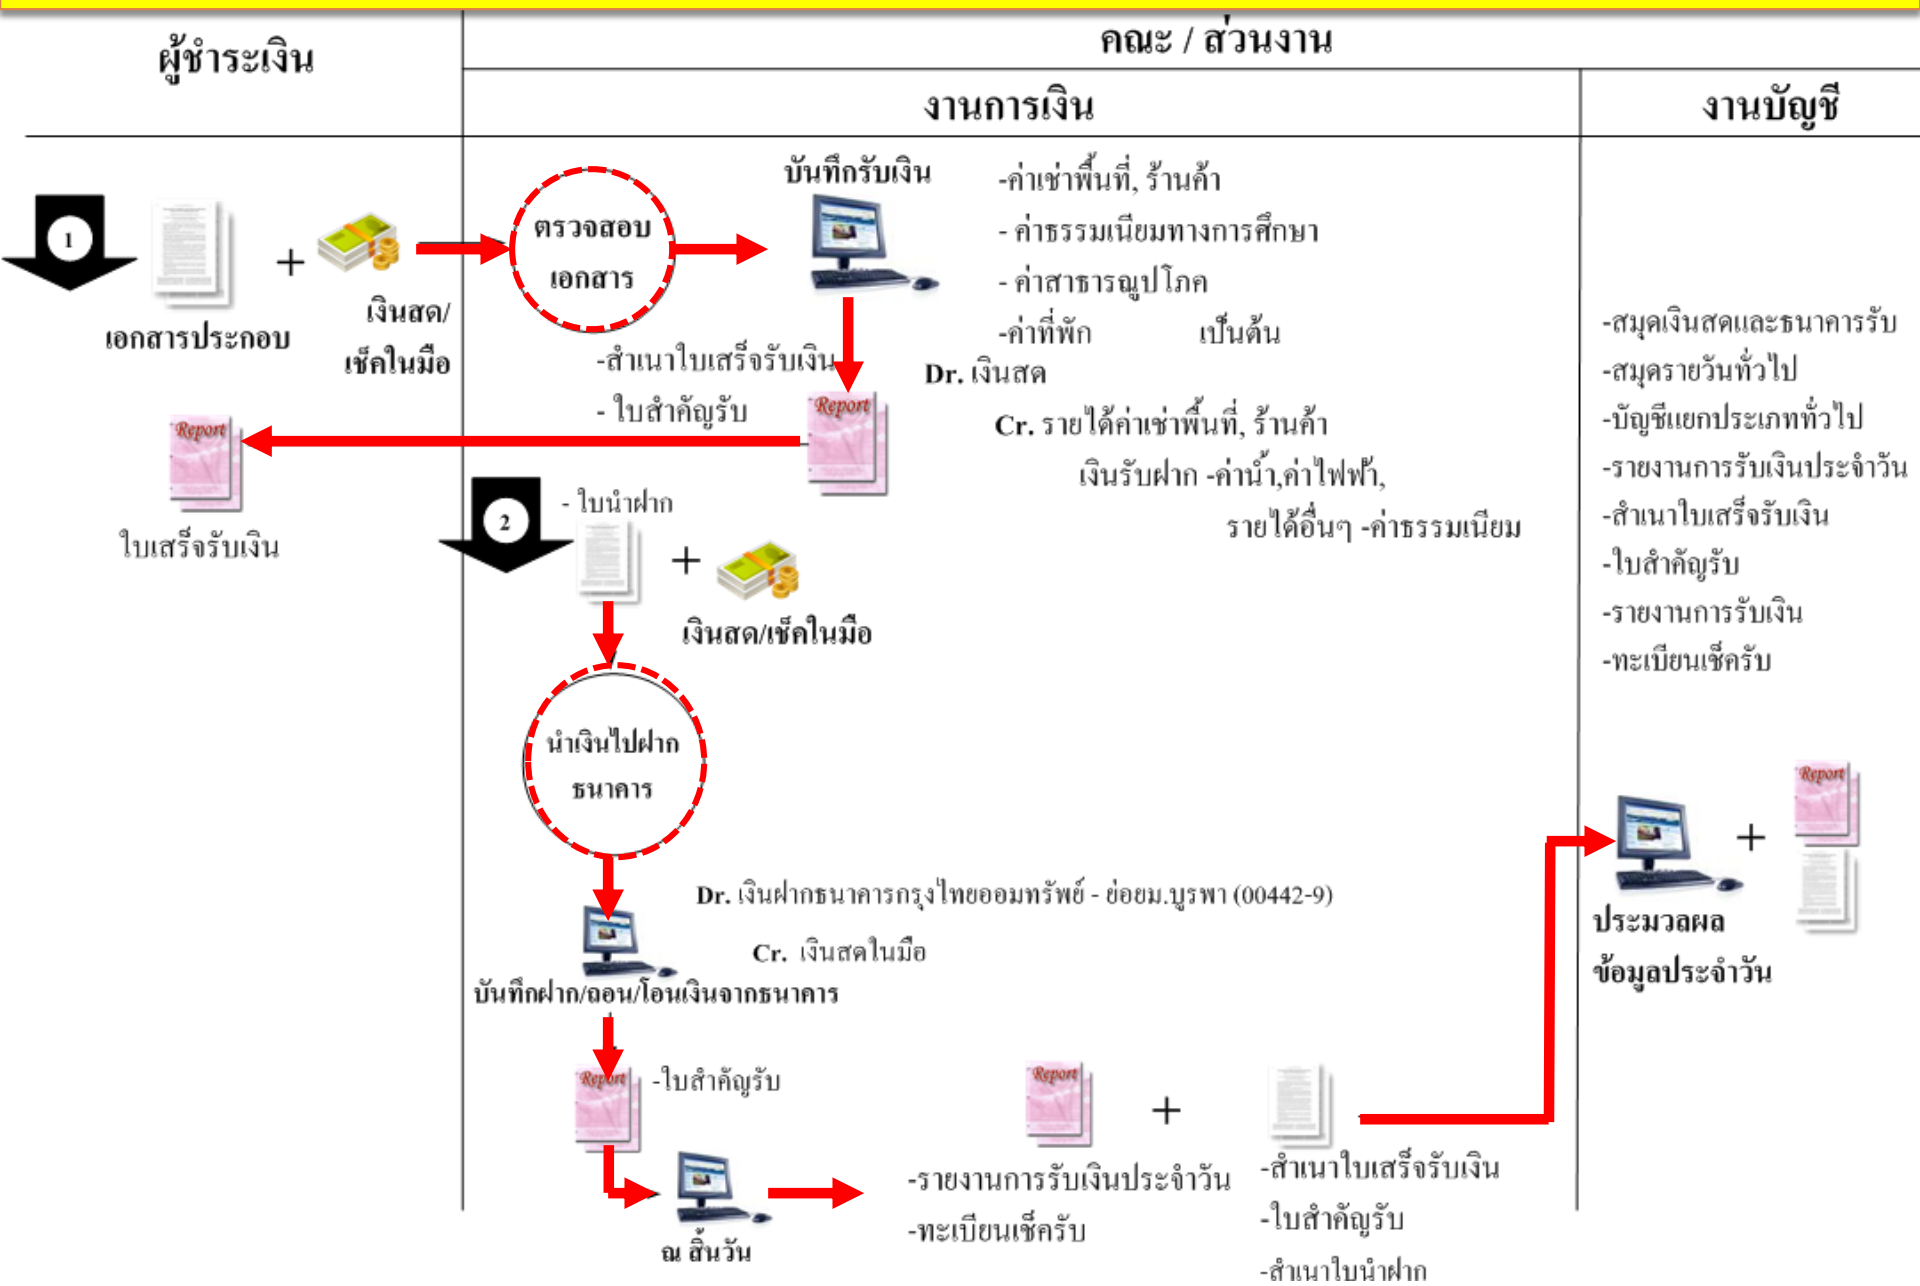 ผู้ชำระเงิน
คณะ / ส่วนงาน
งานการเงิน
งานบัญชี
1
+
เอกสารประกอบ
เงินสด/
เช็คในมือ
ตรวจสอบ
เอกสาร
บันทึกรับเงิน
-ค่าเช่าพื้นที่, ร้านค้า
- ค่าธรรมเนียมทางการศึกษา
- ค่าสาธารณูปโภค
-ค่าที่พัก เป็นต้น
-สำเนาใบเสร็จรับเงิน
- ใบสำคัญรับ
Report
Dr. เงินสด
Cr. รายได้ค่าเช่าพื้นที่, ร้านค้า
เงินรับฝาก -ค่าน้ำ,ค่าไฟฟ้า,
รายได้อื่นๆ -ค่าธรรมเนียม
Report
ใบเสร็จรับเงิน
2
- ใบนำฝาก
+
เงินสด/เช็คในมือ
นำเงินไปฝาก
ธนาคาร
Dr. เงินฝากธนาคารกรุงไทยออมทรัพย์ - ย่อยม.บูรพา (00442-9)
Cr. เงินสดในมือ
บันทึกฝาก/ถอน/โอนเงินจากธนาคาร
Report
-ใบสำคัญรับ
ณ สิ้นวัน
Report
+
-รายงานการรับเงินประจำวัน
-ทะเบียนเช็ครับ
-สำเนาใบเสร็จรับเงิน
-ใบสำคัญรับ
-สำเนาใบนำฝาก
-สมุดเงินสดและธนาคารรับ
-สมุดรายวันทั่วไป
-บัญชีแยกประเภททั่วไป
-รายงานการรับเงินประจำวัน
-สำเนาใบเสร็จรับเงิน
-ใบสำคัญรับ
-รายงานการรับเงิน
-ทะเบียนเช็ครับ
Report
+
ประมวลผล
ข้อมูลประจำวัน